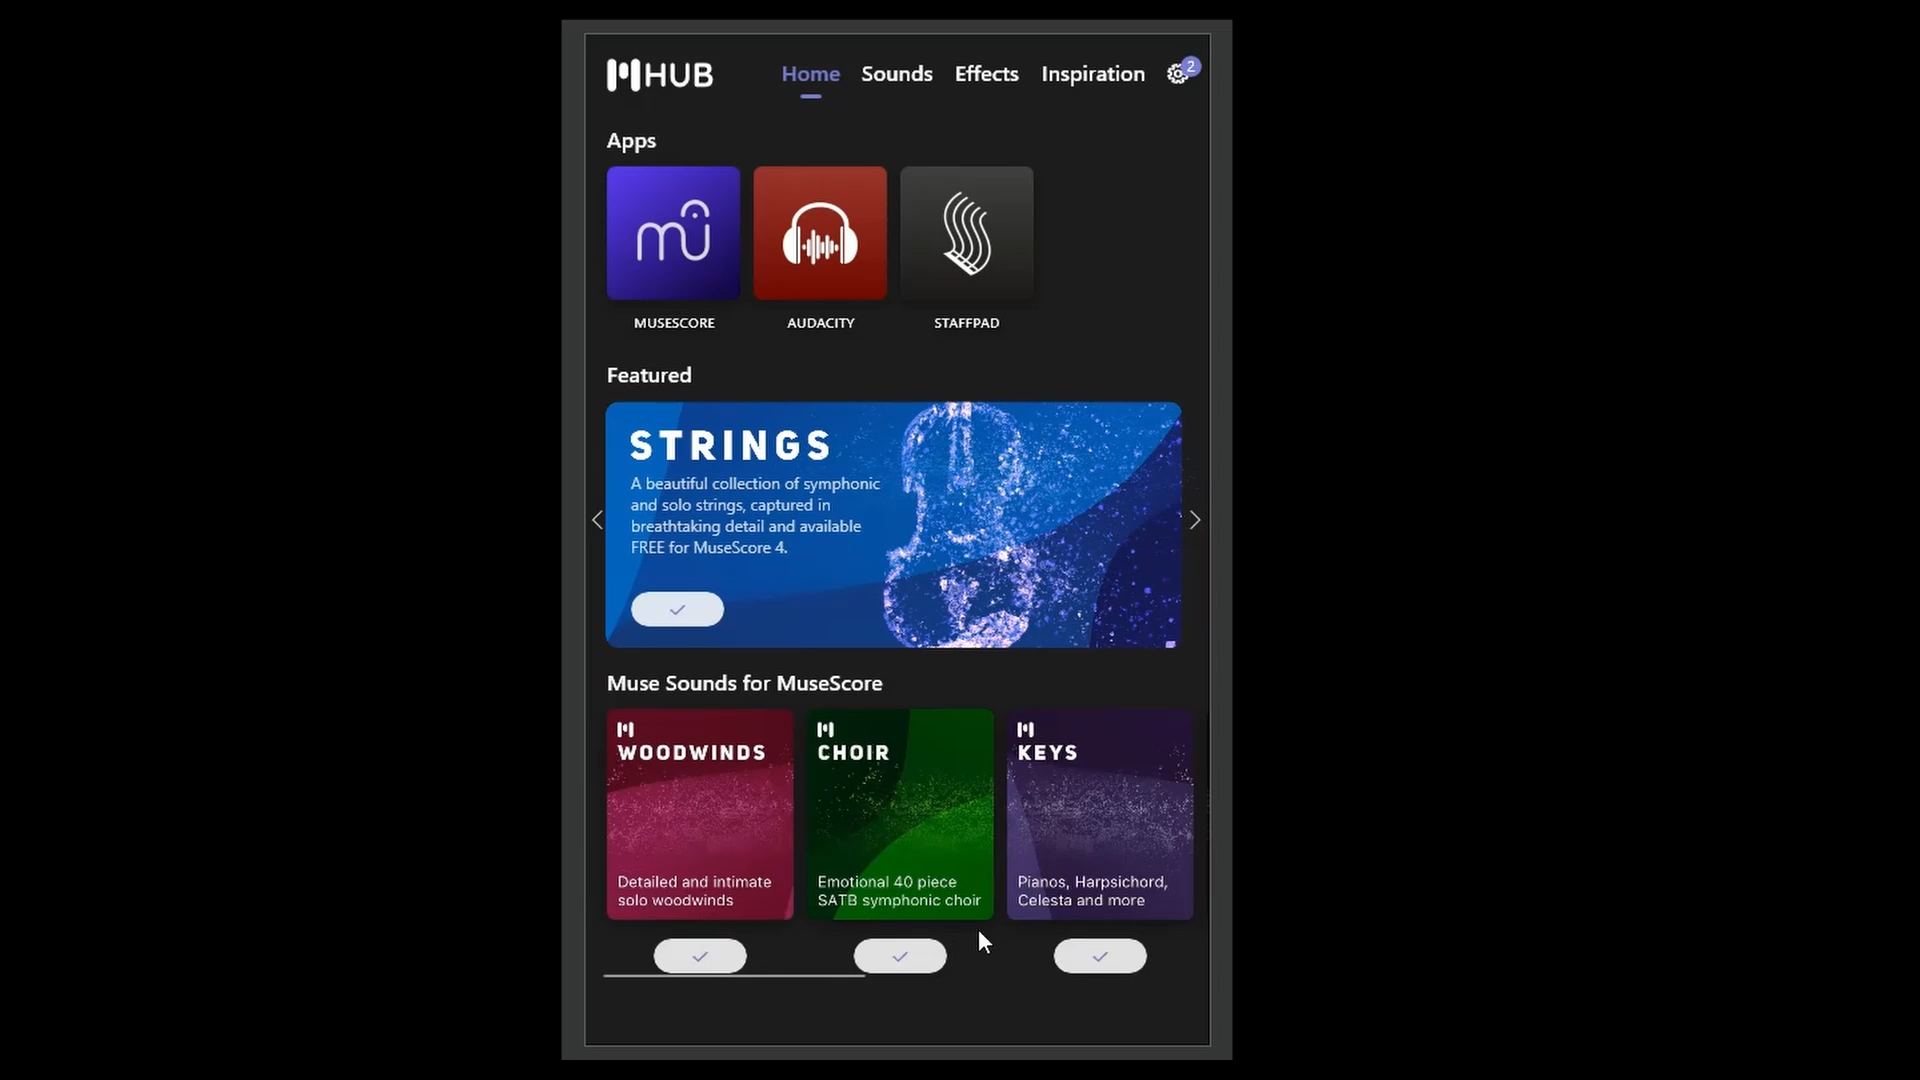 HUB
Home Sounds Effects Inspiration 2
Apps
MUSESCORE AUDACITY STAFFPAD
Featured
STRINGS
A beautiful collection of symphonic
and solo strings, captured in
breathtaking detail and available
FREE for MuseScore 4.
Muse Sounds for MuseScore
WOODWINDS
Detailed and intimate
solo woodwinds
CHOIR
Emotional 40 piece
SATB symphonic choir
KEYS
Pianos, Harpsichord,
Celesta and more